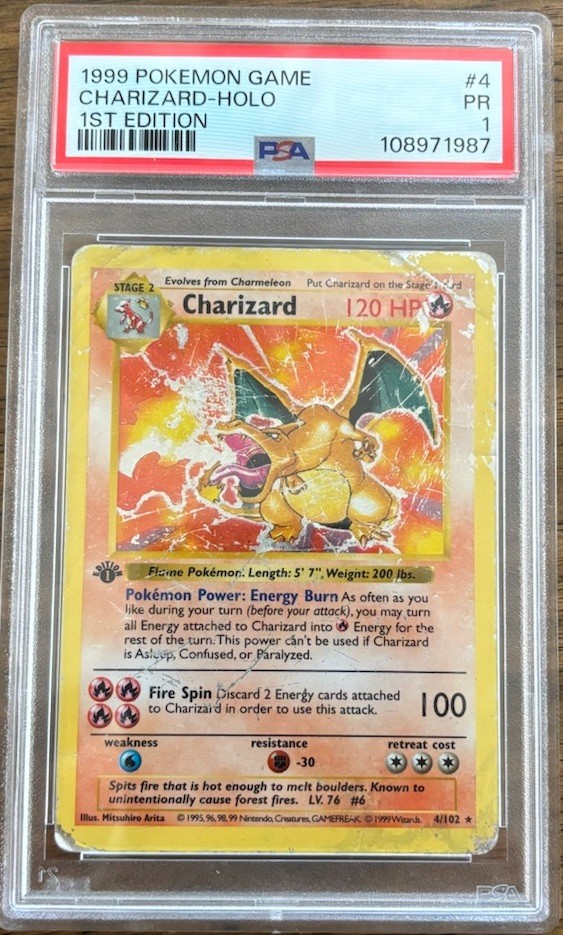 1999 POKEMON GAME #4
CHARIZARD-HOLO PR
1ST EDITION 1
PSA 108971987
STAGE 2 Evolves from Charmeleon Put Charizard on the Stage 1 card
Charizard 120 HP
EDITION 1
Flame Pokémon. Length: 5' 7", Weight: 200 lbs.
Pokémon Power: Energy Burn As often as you
like during your turn (before your attack), you may turn
all Energy attached to Charizard into Energy for the
rest of the turn. This power can't be used if Charizard
is Asleep, Confused, or Paralyzed.
Fire Spin Discard 2 Energy cards attached
to Charizard in order to use this attack. 100
weakness resistance retreat cost
-30
Spits fire that is hot enough to melt boulders. Known to
unintentionally cause forest fires. LV. 76 #6
Illus. Mitsuhiro Arita © 1995, 96, 98, 99 Nintendo, Creatures, GAMEFREAK. © 1999 Wizards. 4/102 ★
PSA